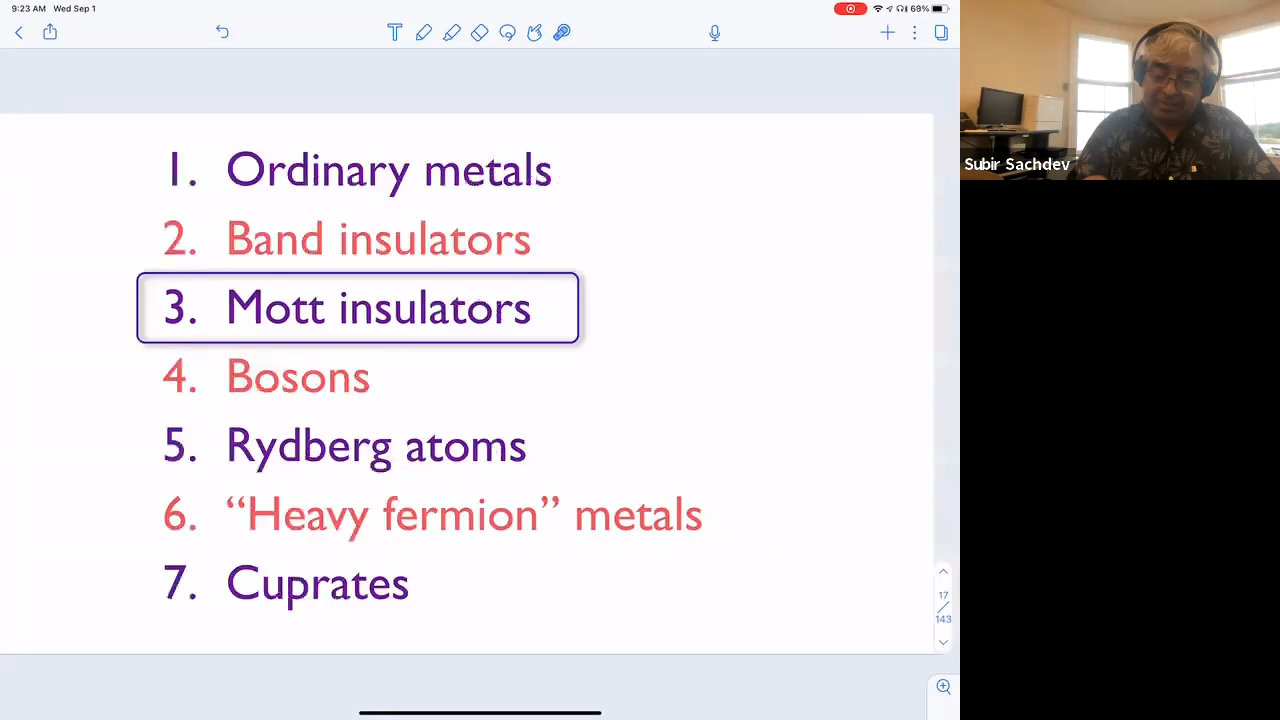 9:23 AM Wed Sep 1
68%
1. Ordinary metals
2. Band insulators
3. Mott insulators
4. Bosons
5. Rydberg atoms
6. “Heavy fermion” metals
7. Cuprates
17
/
143
Subir Sachdev